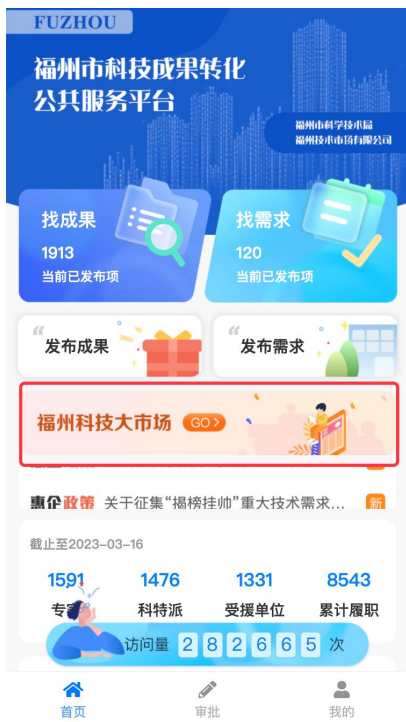 FUZHOU
福州市科技成果转化
公共服务平台
福州市科学技术局
福州技术市场有限公司
找成果
1913
当前已发布项
找需求
120
当前已发布项
发布成果
发布需求
福州科技大市场 GO
惠企政策 关于征集“揭榜挂帅”重大技术需求... 新
截止至2023-03-16
1591 1476 1331 8543
科特派 受援单位 累计履职
访问量 2 8 2 6 6 5 次
首页 审批 我的